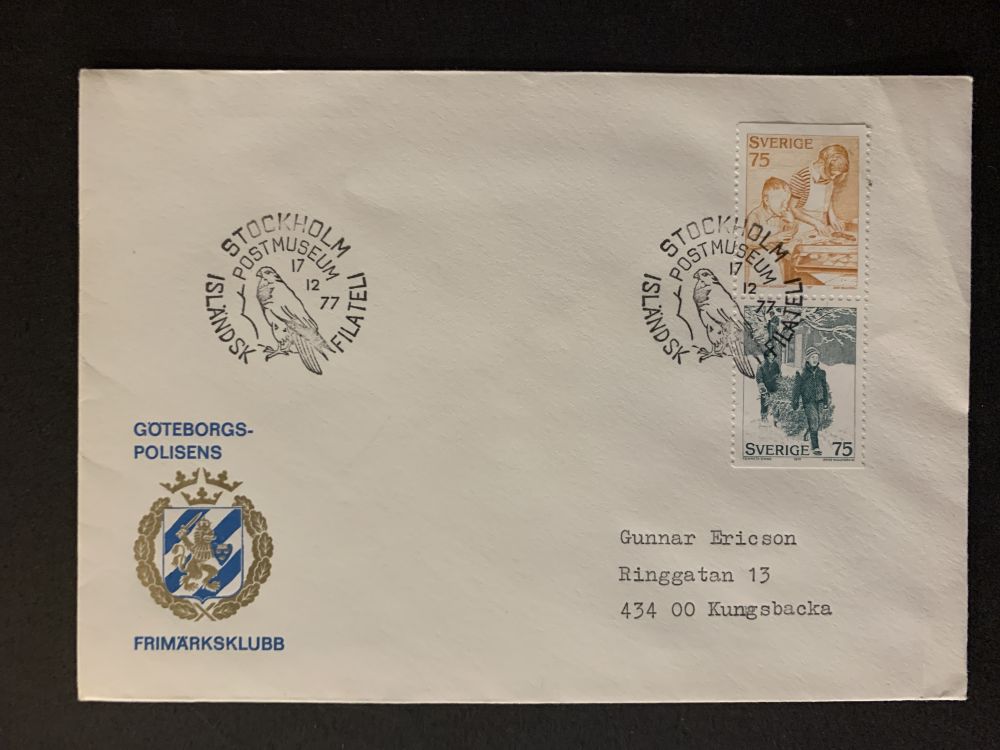 STOCKHOLM
POSTMUSEUM
17
12
77
ISLÄNDSK
FILATELI
STOCKHOLM
POSTMUSEUM
17
12
77
ISLÄNDSK
FILATELI
SVERIGE
75
SVERIGE 75
GÖTEBORGS-
POLISENS
FRIMÄRKSKLUBB
Gunnar Ericson
Ringgatan 13
434 00 Kungsbacka